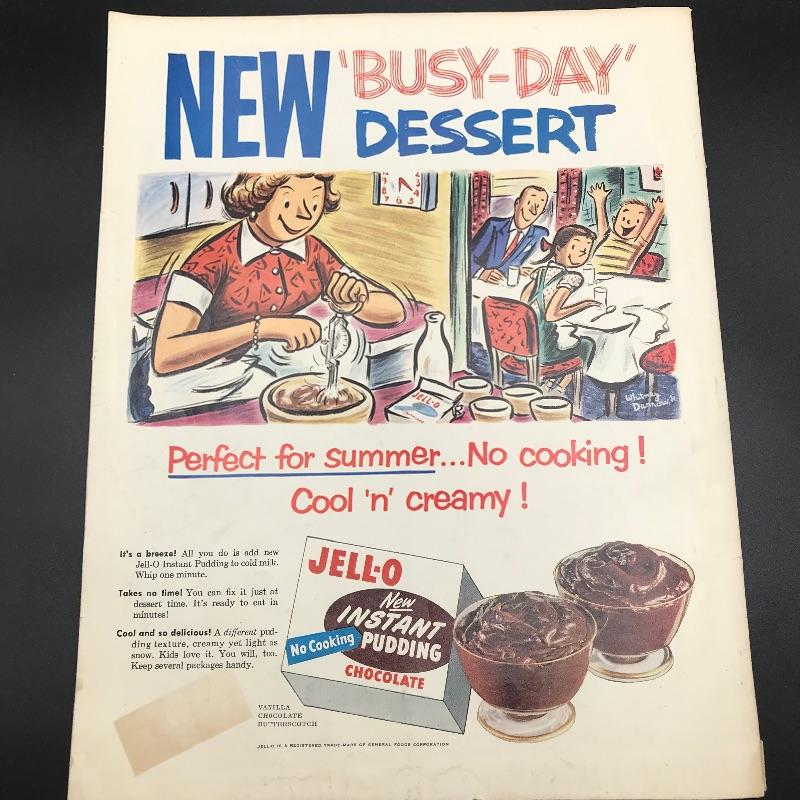 NEW 'BUSY-DAY'
DESSERT
JELL-O
Whitney
Darrow, Jr.
Perfect for summer...No cooking!
Cool 'n' creamy!
It's a breeze! All you do is add new
Jell-O Instant Pudding to cold milk.
Whip one minute.
Takes no time! You can fix it just at
dessert time. It's ready to eat in
minutes!
Cool and so delicious! A different pud-
ding texture, creamy yet light as
snow. Kids love it. You will, too.
Keep several packages handy.
JELL-O
New
INSTANT
PUDDING
No Cooking
CHOCOLATE
VANILLA
CHOCOLATE
BUTTERSCOTCH
JELL-O IS A REGISTERED TRADE-MARK OF GENERAL FOODS CORPORATION